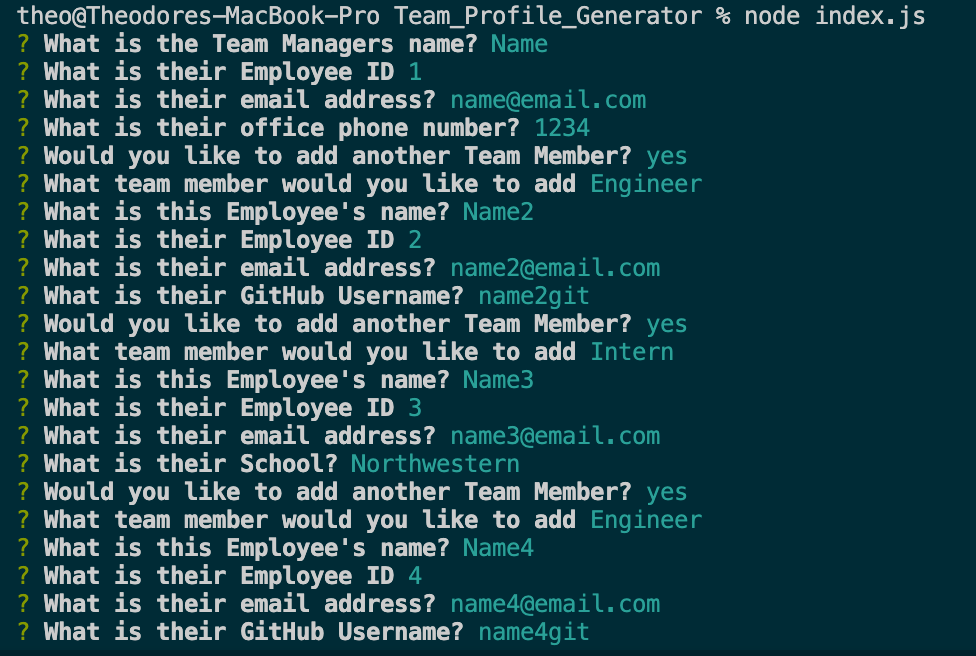 theo@Theodores-MacBook-Pro Team_Profile_Generator % node index.js
? What is the Team Managers name? Name
? What is their Employee ID 1
? What is their email address? name@email.com
? What is their office phone number? 1234
? Would you like to add another Team Member? yes
? What team member would you like to add Engineer
? What is this Employee's name? Name2
? What is their Employee ID 2
? What is their email address? name2@email.com
? What is their GitHub Username? name2git
? Would you like to add another Team Member? yes
? What team member would you like to add Intern
? What is this Employee's name? Name3
? What is their Employee ID 3
? What is their email address? name3@email.com
? What is their School? Northwestern
? Would you like to add another Team Member? yes
? What team member would you like to add Engineer
? What is this Employee's name? Name4
? What is their Employee ID 4
? What is their email address? name4@email.com
? What is their GitHub Username? name4git